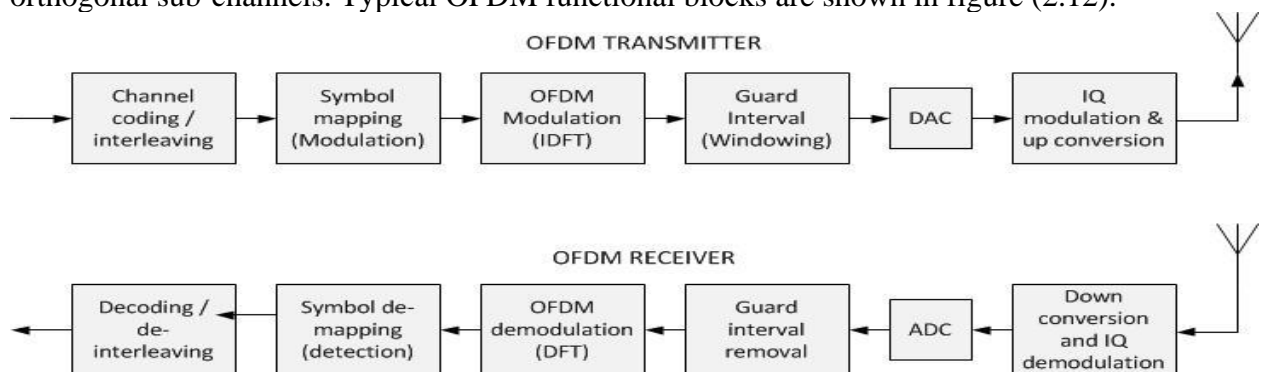 orthogonal sub-channels. Typical OFDM functional blocks are shown in figure (2.12).
OFDM TRANSMITTER
Channel
coding /
interleaving
Symbol
mapping
(Modulation)
OFDM
Modulation
(IDFT)
Guard
Interval
(Windowing)
DAC
IQ
modulation &
up conversion
OFDM RECEIVER
Decoding /
de-
interleaving
Symbol de-
mapping
(detection)
OFDM
demodulation
(DFT)
Guard
interval
removal
ADC
Down
conversion
and IQ
demodulation